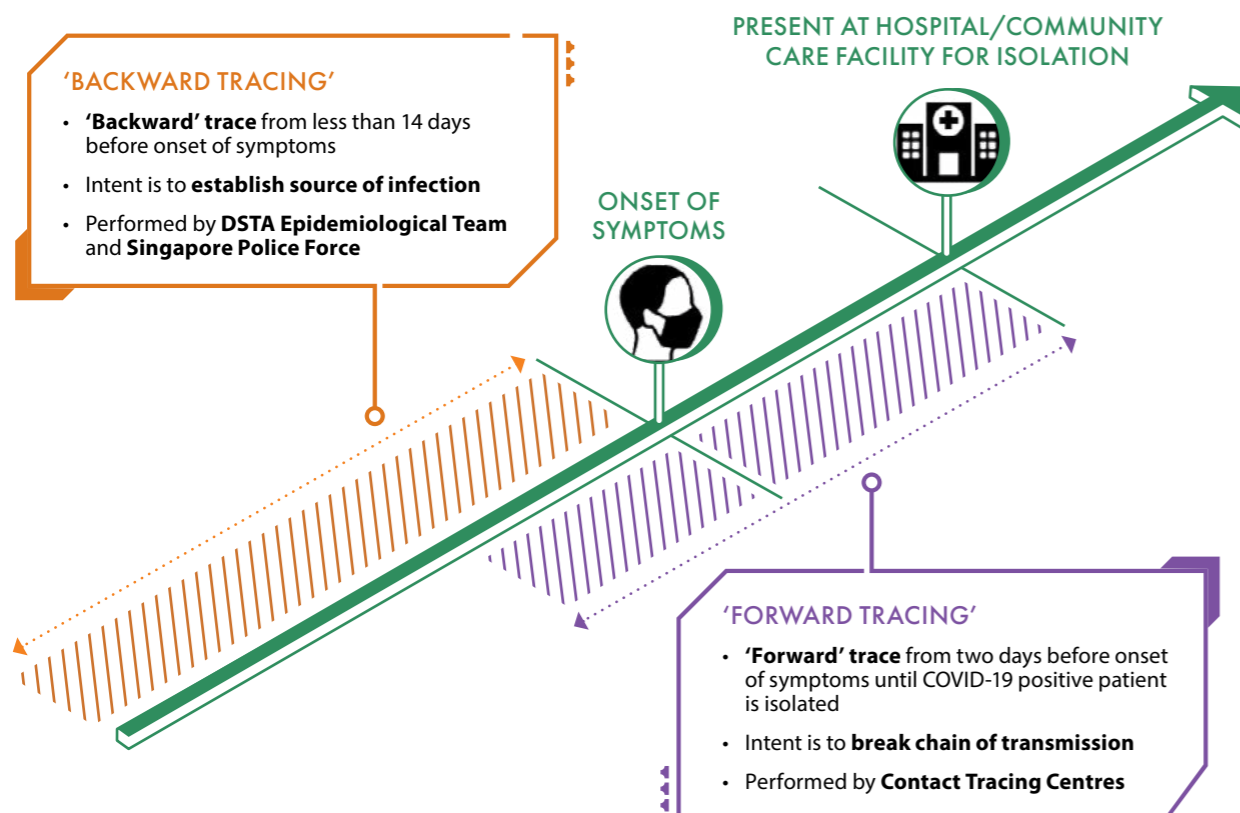 ‘BACKWARD TRACING’
• ‘Backward’ trace from less than 14 days
before onset of symptoms
• Intent is to establish source of infection
• Performed by DSTA Epidemiological Team
and Singapore Police Force
ONSET OF
SYMPTOMS
PRESENT AT HOSPITAL/COMMUNITY
CARE FACILITY FOR ISOLATION
‘FORWARD TRACING’
• ‘Forward’ trace from two days before onset
of symptoms until COVID-19 positive patient
is isolated
• Intent is to break chain of transmission
• Performed by Contact Tracing Centres